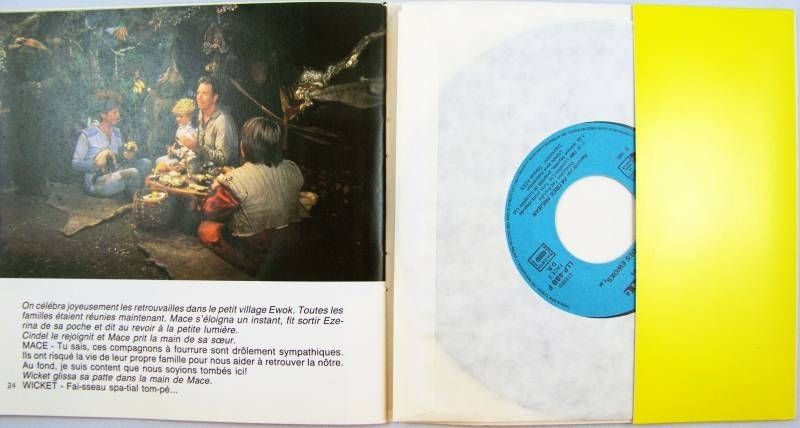 On célébra joyeusement les retrouvailles dans le petit village Ewok. Toutes les
familles étaient réunies maintenant. Mace s'éloigna un instant, fit sortir Eze-
rina de sa poche et dit au revoir à la petite lumière.
Cindel le rejoignit et Mace prit la main de sa sœur.
MACE - Tu sais, ces compagnons à fourrure sont drôlement sympathiques.
Ils ont risqué la vie de leur propre famille pour nous aider à retrouver la nôtre.
Au fond, je suis content que nous soyions tombés ici!
Wicket glissa sa patte dans la main de Mace.
24 WICKET - Fai-sseau spa-tial tom-pé...
LLP-499 F
EWOKS